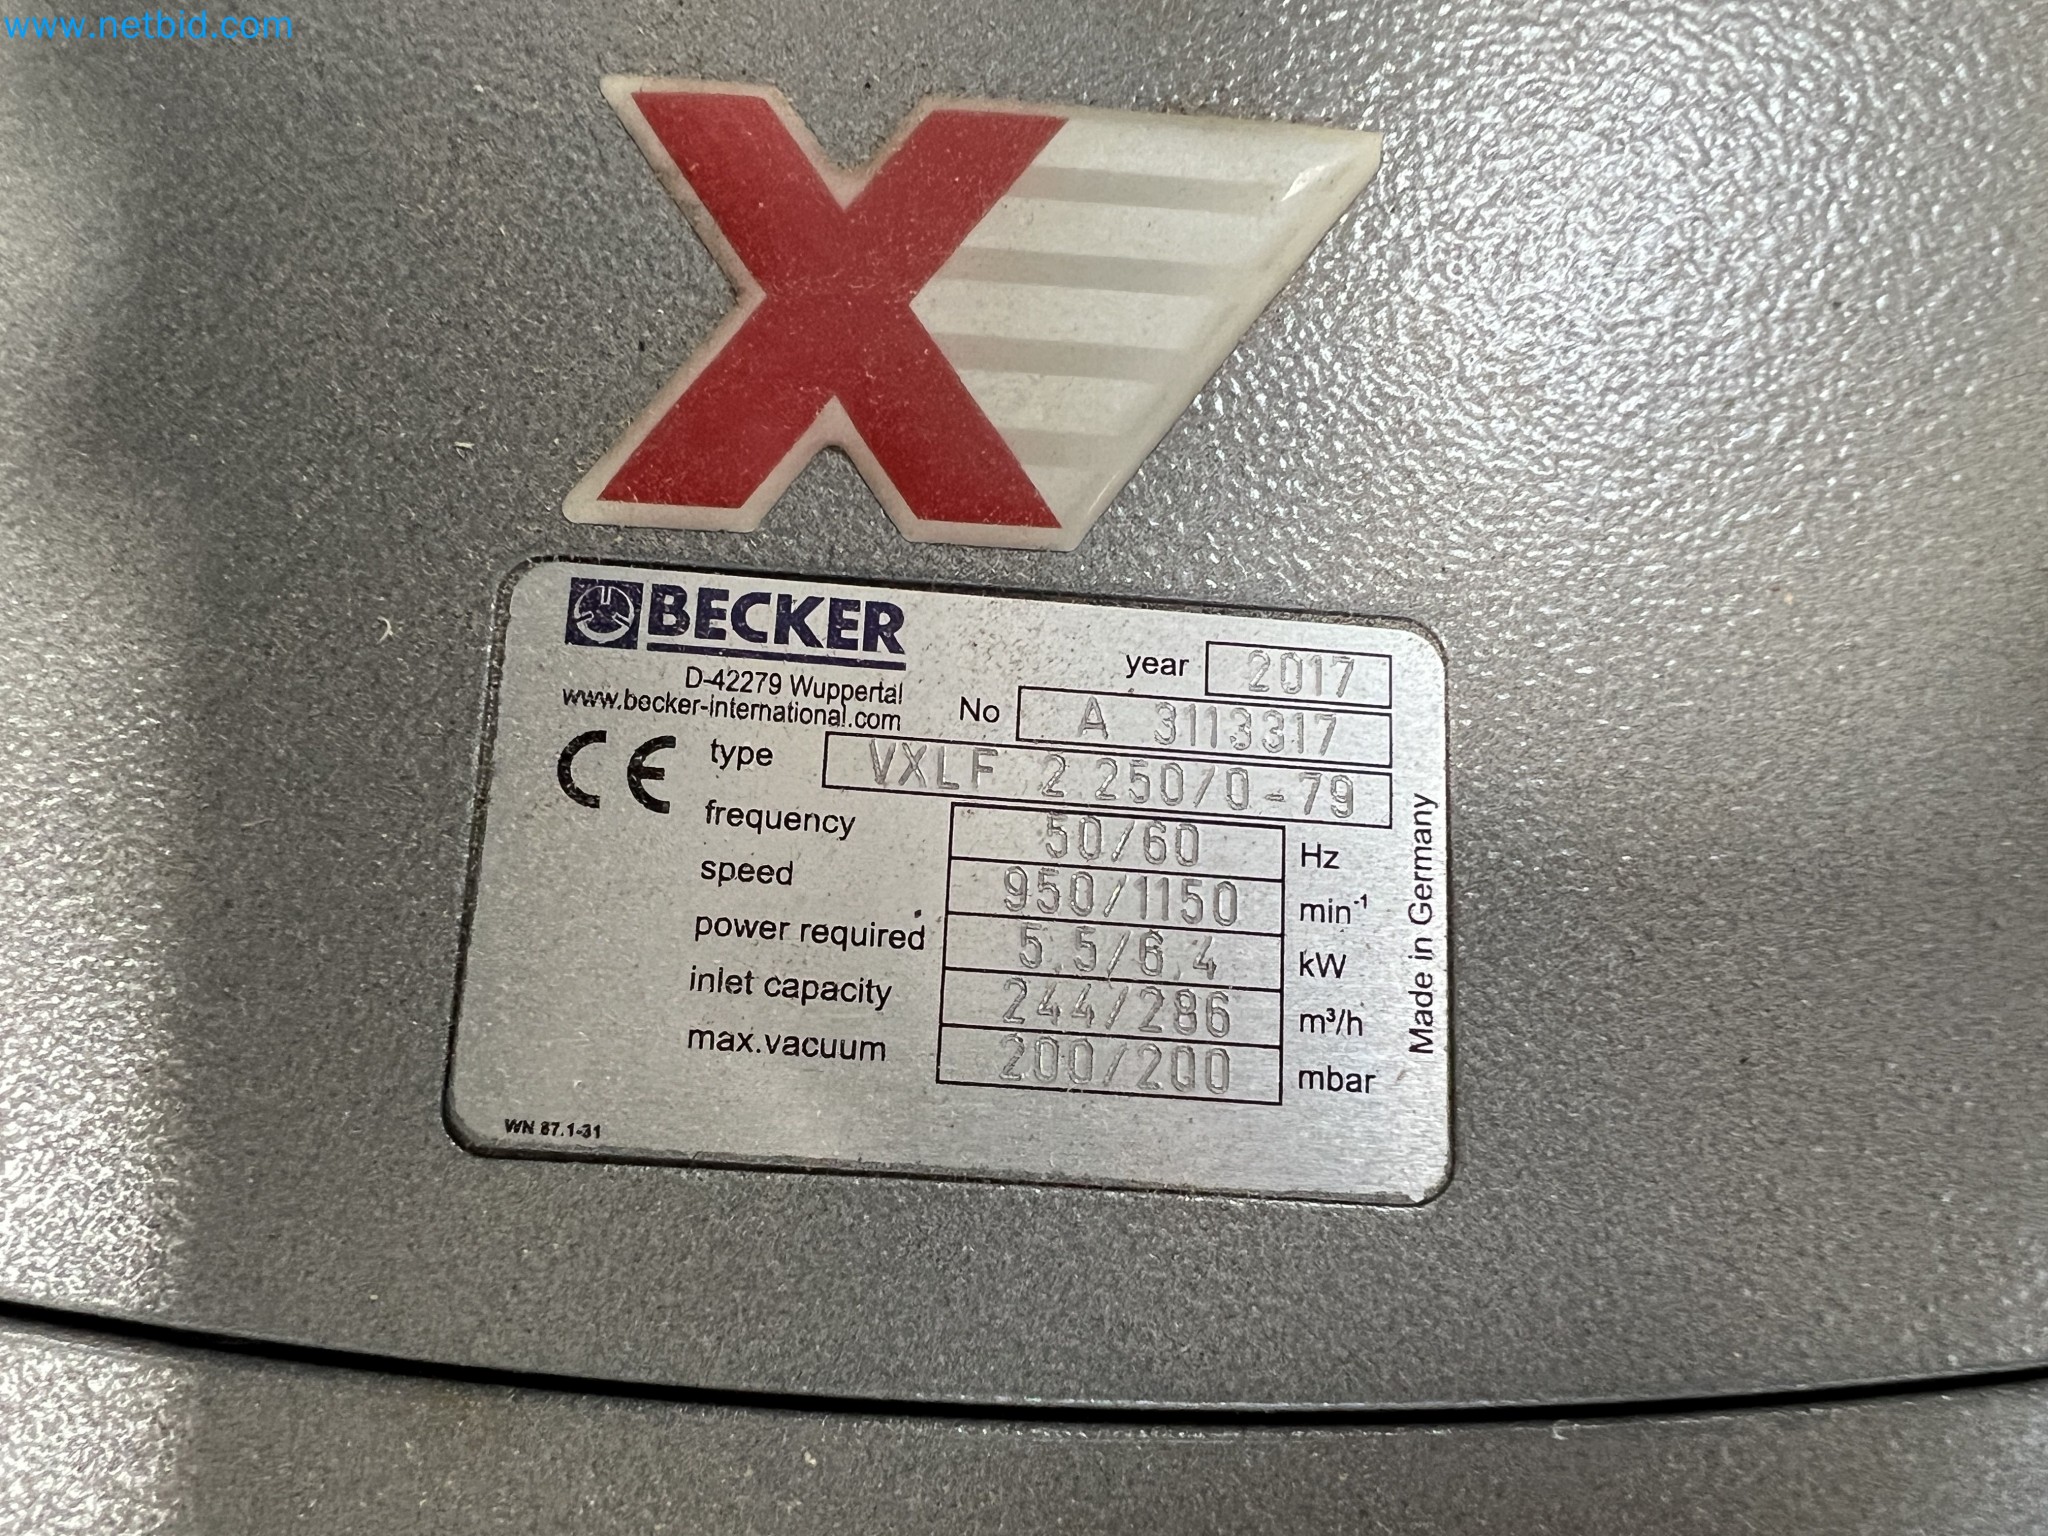 www.netbid.com
X
BECKER
D-42279 Wuppertal
www.becker-international.com
year 2017
No A 3113317
CE
type VXLF 2.250/0-79
frequency 50/60 Hz
speed 950/1150 min⁻¹
power required 5.5/6.4 kW
inlet capacity 244/286 m³/h
max.vacuum 200/200 mbar
Made in Germany
WN 87.1-31